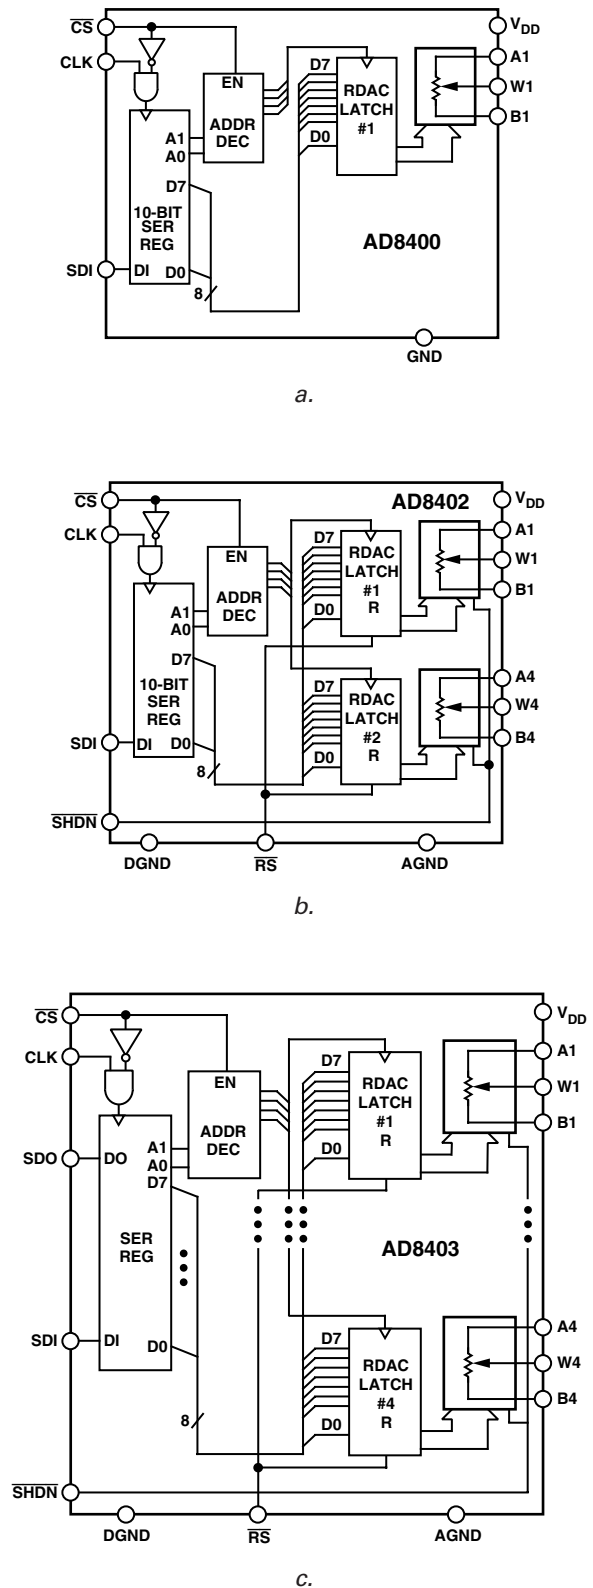 CS
CLK
SDI
A1
A0
D7
10-BIT
SER
REG
DI
D0
8
EN
ADDR
DEC
D7
D0
RDAC
LATCH
#1
AD8400
VDD
A1
W1
B1
GND
a.
CS
CLK
SDI
SHDN
A1
A0
D7
10-BIT
SER
REG
DI
D0
8
EN
ADDR
DEC
D7
D0
RDAC
LATCH
#1
R
D7
D0
RDAC
LATCH
#2
R
AD8402
VDD
A1
W1
B1
A4
W4
B4
DGND
RS
AGND
b.
CS
CLK
SDO
SDI
SHDN
DO
A1
A0
D7
SER
REG
DI
D0
8
EN
ADDR
DEC
D7
D0
RDAC
LATCH
#1
R
AD8403
D7
D0
RDAC
LATCH
#4
R
VDD
A1
W1
B1
A4
W4
B4
DGND
RS
AGND
c.